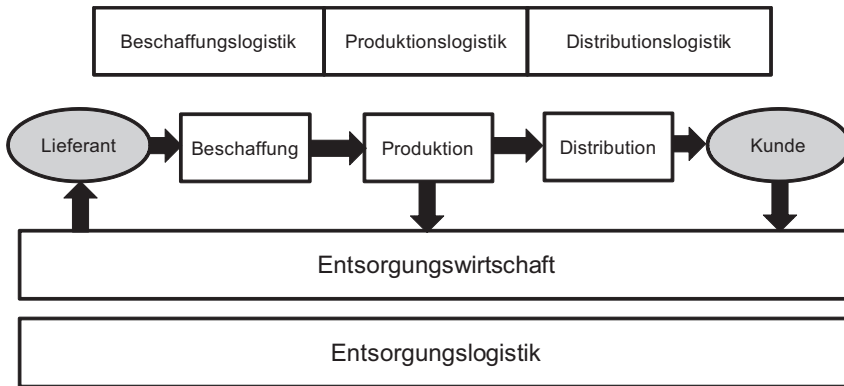 Beschaffungslogistik Produktionslogistik Distributionslogistik
Lieferant Beschaffung Produktion Distribution Kunde
Entsorgungswirtschaft
Entsorgungslogistik